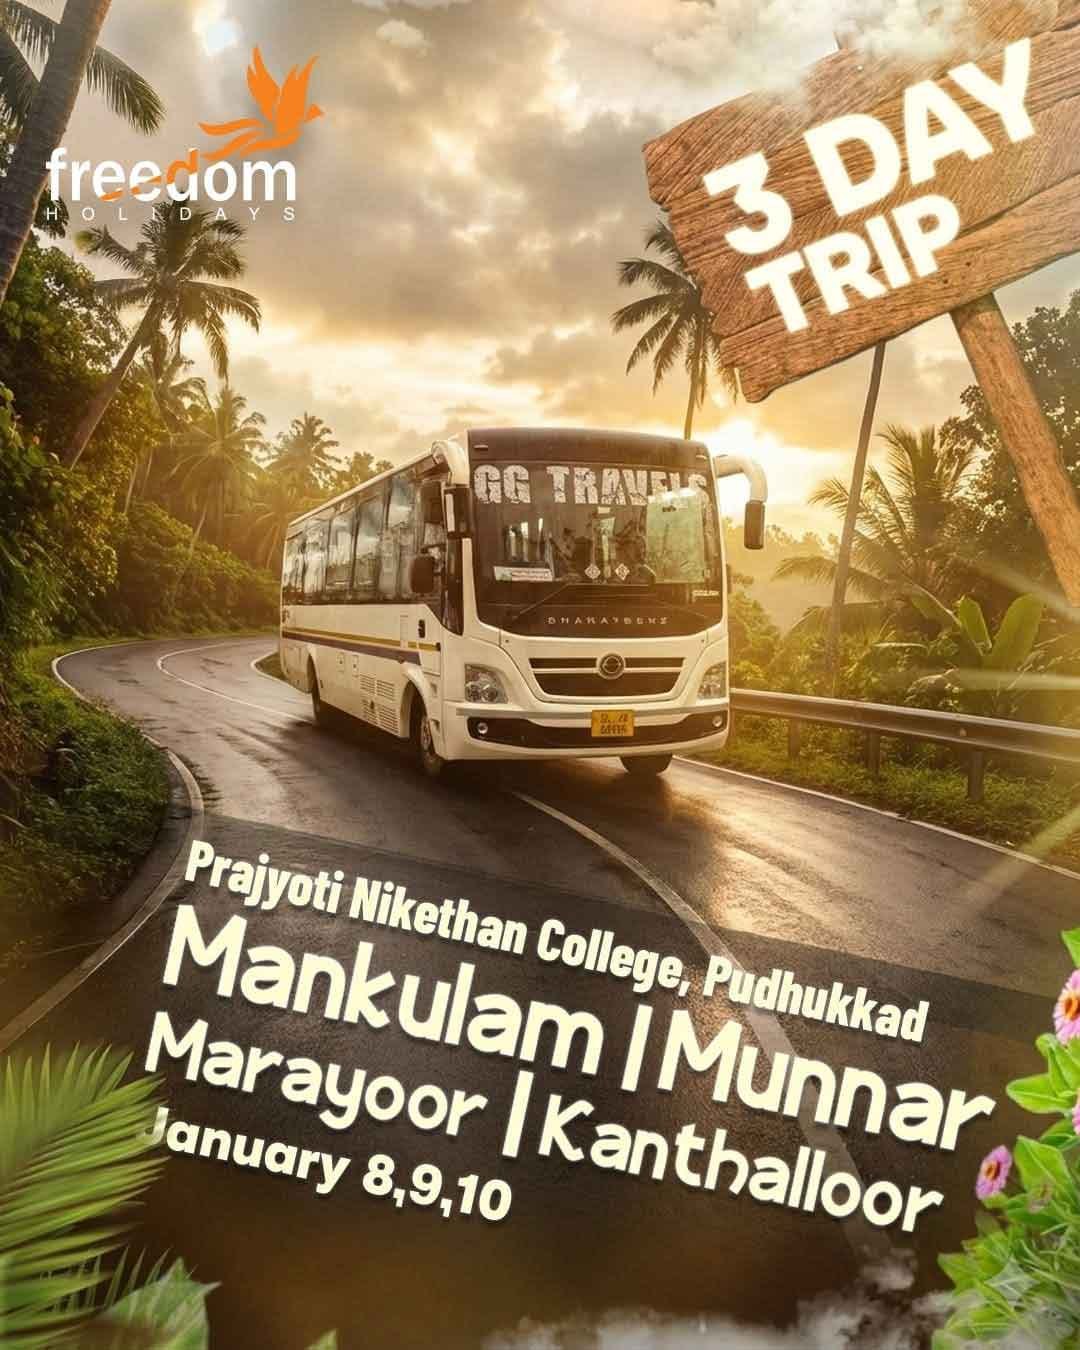 freedom
HOLIDAYS
3 DAY
TRIP
GG TRAVELS
BHARATBENZ
Prajyoti Nikethan College, Pudhukkad
Mankulam | Munnar
Marayoor | Kanthalloor
January 8,9,10